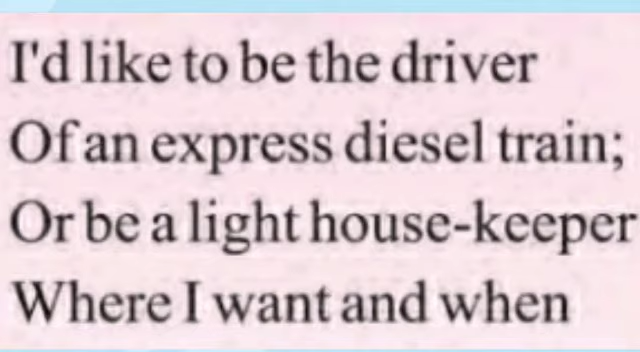 I'd like to be the driver
Of an express diesel train;
Or be a light house-keeper
Where I want and when